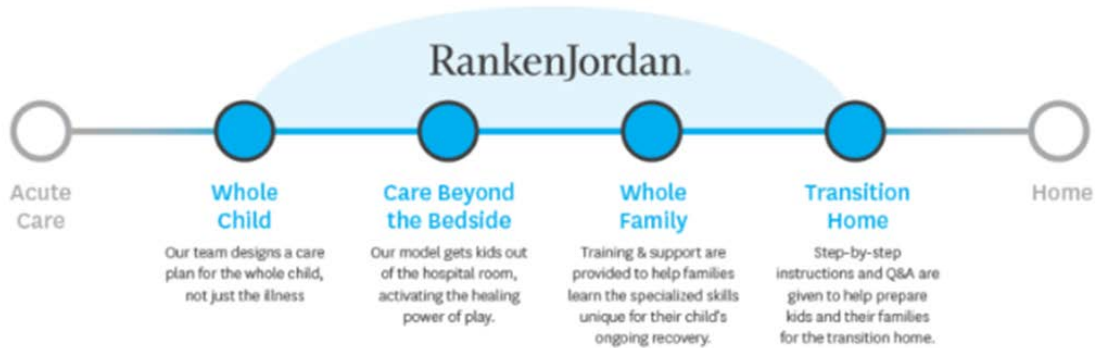 RankenJordan.
Acute
Care
Whole
Child
Our team designs a care
plan for the whole child,
not just the illness
Care Beyond
the Bedside
Our model gets kids out
of the hospital room,
activating the healing
power of play.
Whole
Family
Training & support are
provided to help families
learn the specialized skills
unique for their child's
ongoing recovery.
Transition
Home
Step-by-step
instructions and Q&A are
given to help prepare
kids and their families
for the transition home.
Home